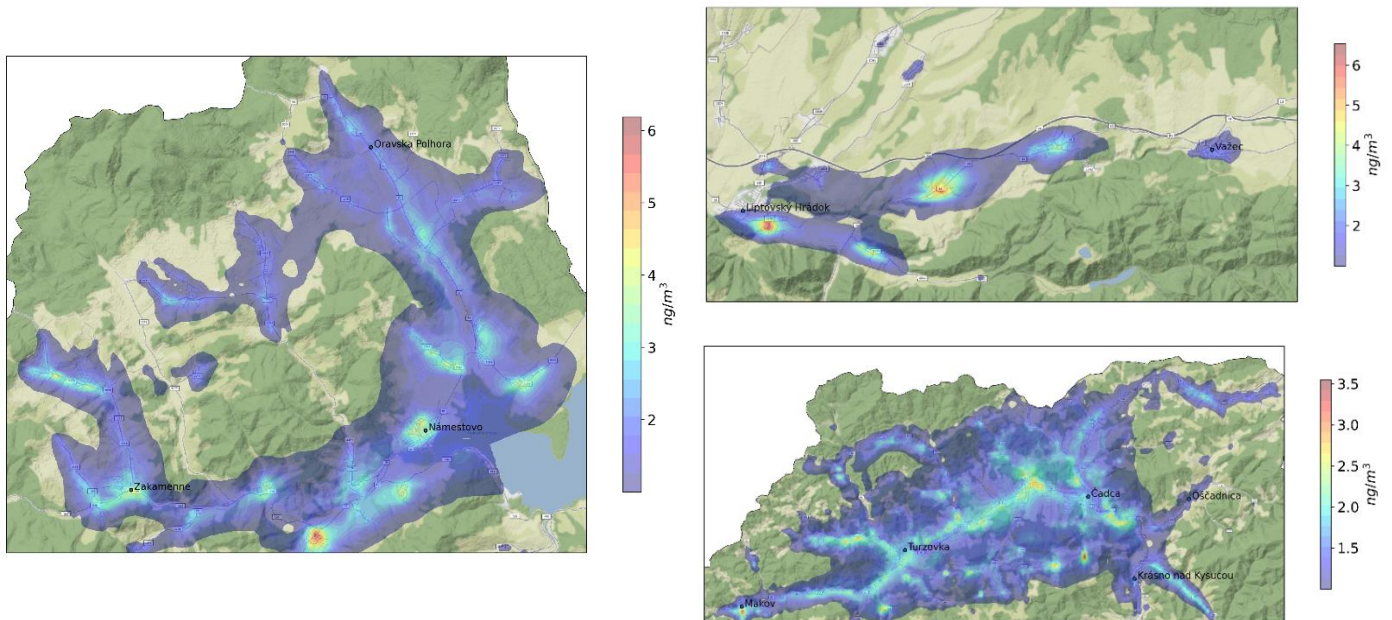 Oravska Polhora
Námestovo
Zakamenne
6
5
4
3
2
ng/m³
Liptovský Hrádok
Važec
6
5
4
3
2
ng/m³
Čadca
Oščadnica
Turzovka
Krásno nad Kysucou
Makov
3.5
3.0
2.5
2.0
1.5
ng/m³